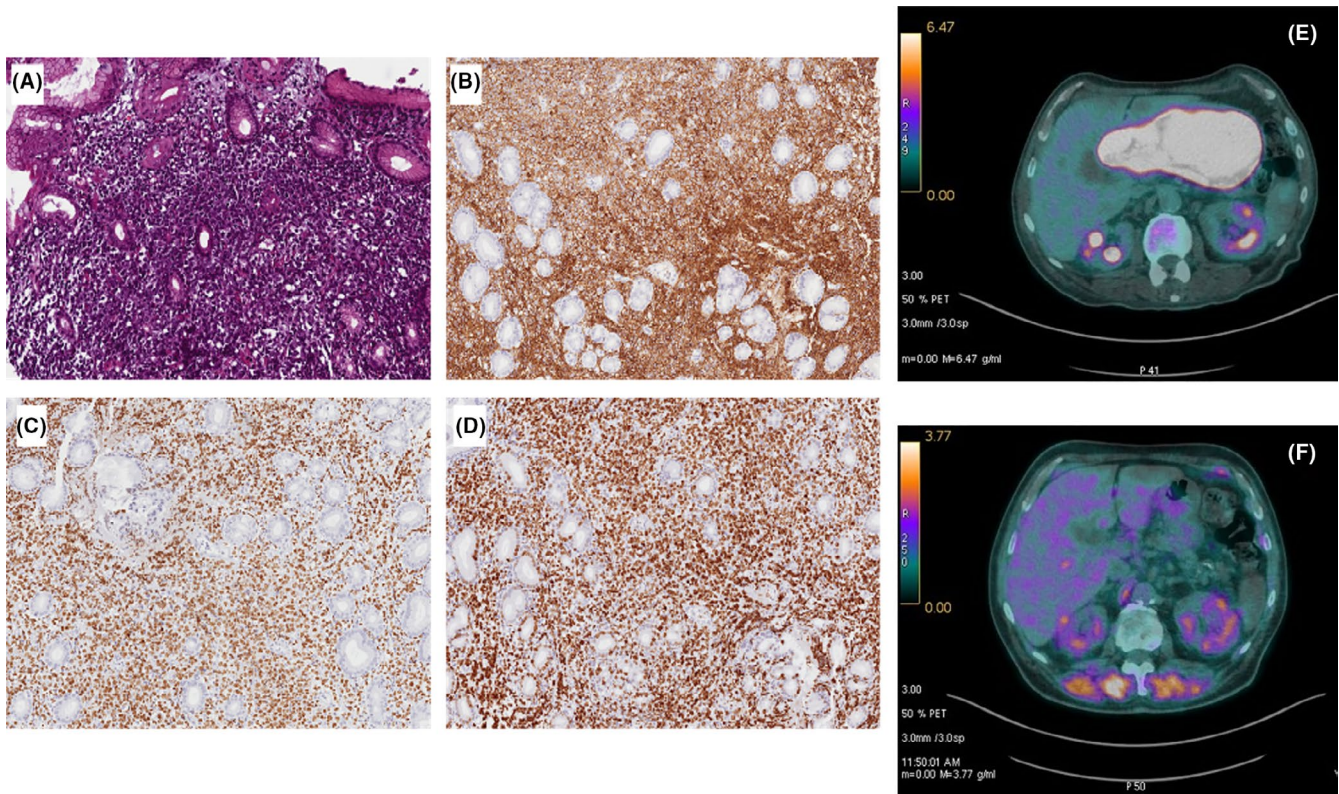 (A)
(B)
(C)
(D)
(E)
6.47
R
2
4
9
0.00
3.00
50 % PET
3.0mm /3.0sp
m=0.00 M=6.47 g/ml
P 41
(F)
3.77
R
2
5
0
0.00
3.00
50 % PET
3.0mm /3.0sp
11:50:01 AM
m=0.00 M=3.77 g/ml
P 50